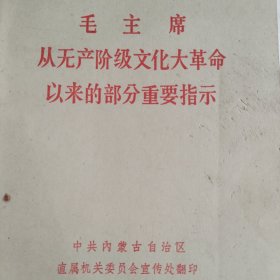 毛主席
从无产阶级文化大革命
以来的部分重要指示
中共内蒙古自治区
直属机关委员会宣传处翻印